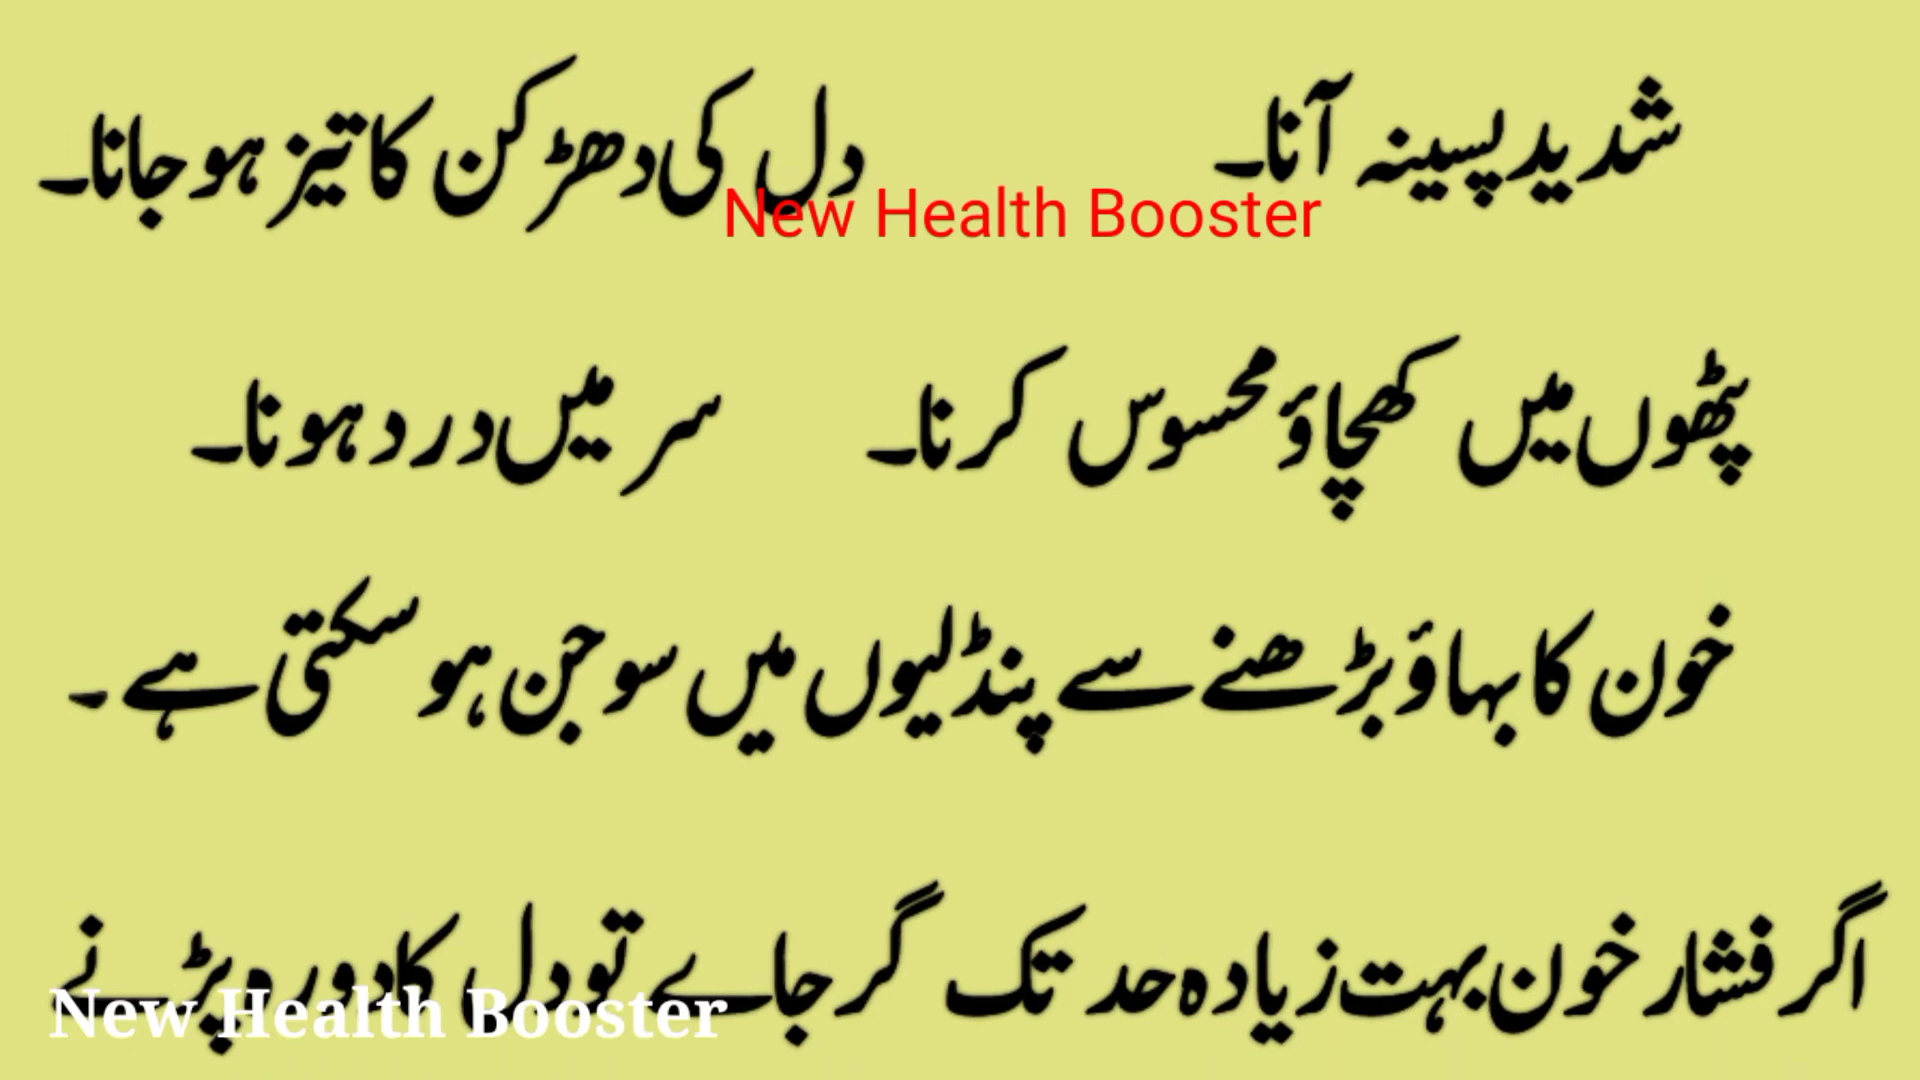 شدید پسینہ آنا۔ دل کی دھڑکن کا تیز ہو جانا۔
New Health Booster
پٹھوں میں کھچاؤ محسوس کرنا۔ سر میں درد ہونا۔
خون کا بہاؤ بڑھنے سے پنڈلیوں میں سوجن ہو سکتی ہے۔
اگر فشار خون بہت زیادہ حد تک گر جاے تو دل کا دورہ پڑنے
New Health Booster